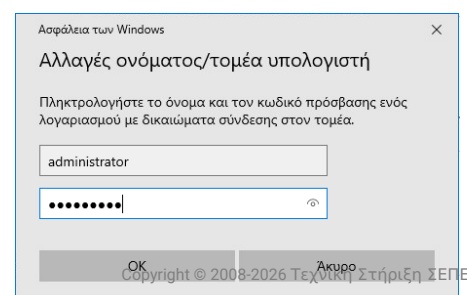 Ασφάλεια των Windows
Αλλαγές ονόματος/τομέα υπολογιστή
Πληκτρολογήστε το όνομα και τον κωδικό πρόσβασης ενός
λογαριασμού με δικαιώματα σύνδεσης στον τομέα.
administrator
•••••••••
OK
Άκυρο
Copyright © 2008-2026 Τεχνική Στήριξη ΣΕΠΕ